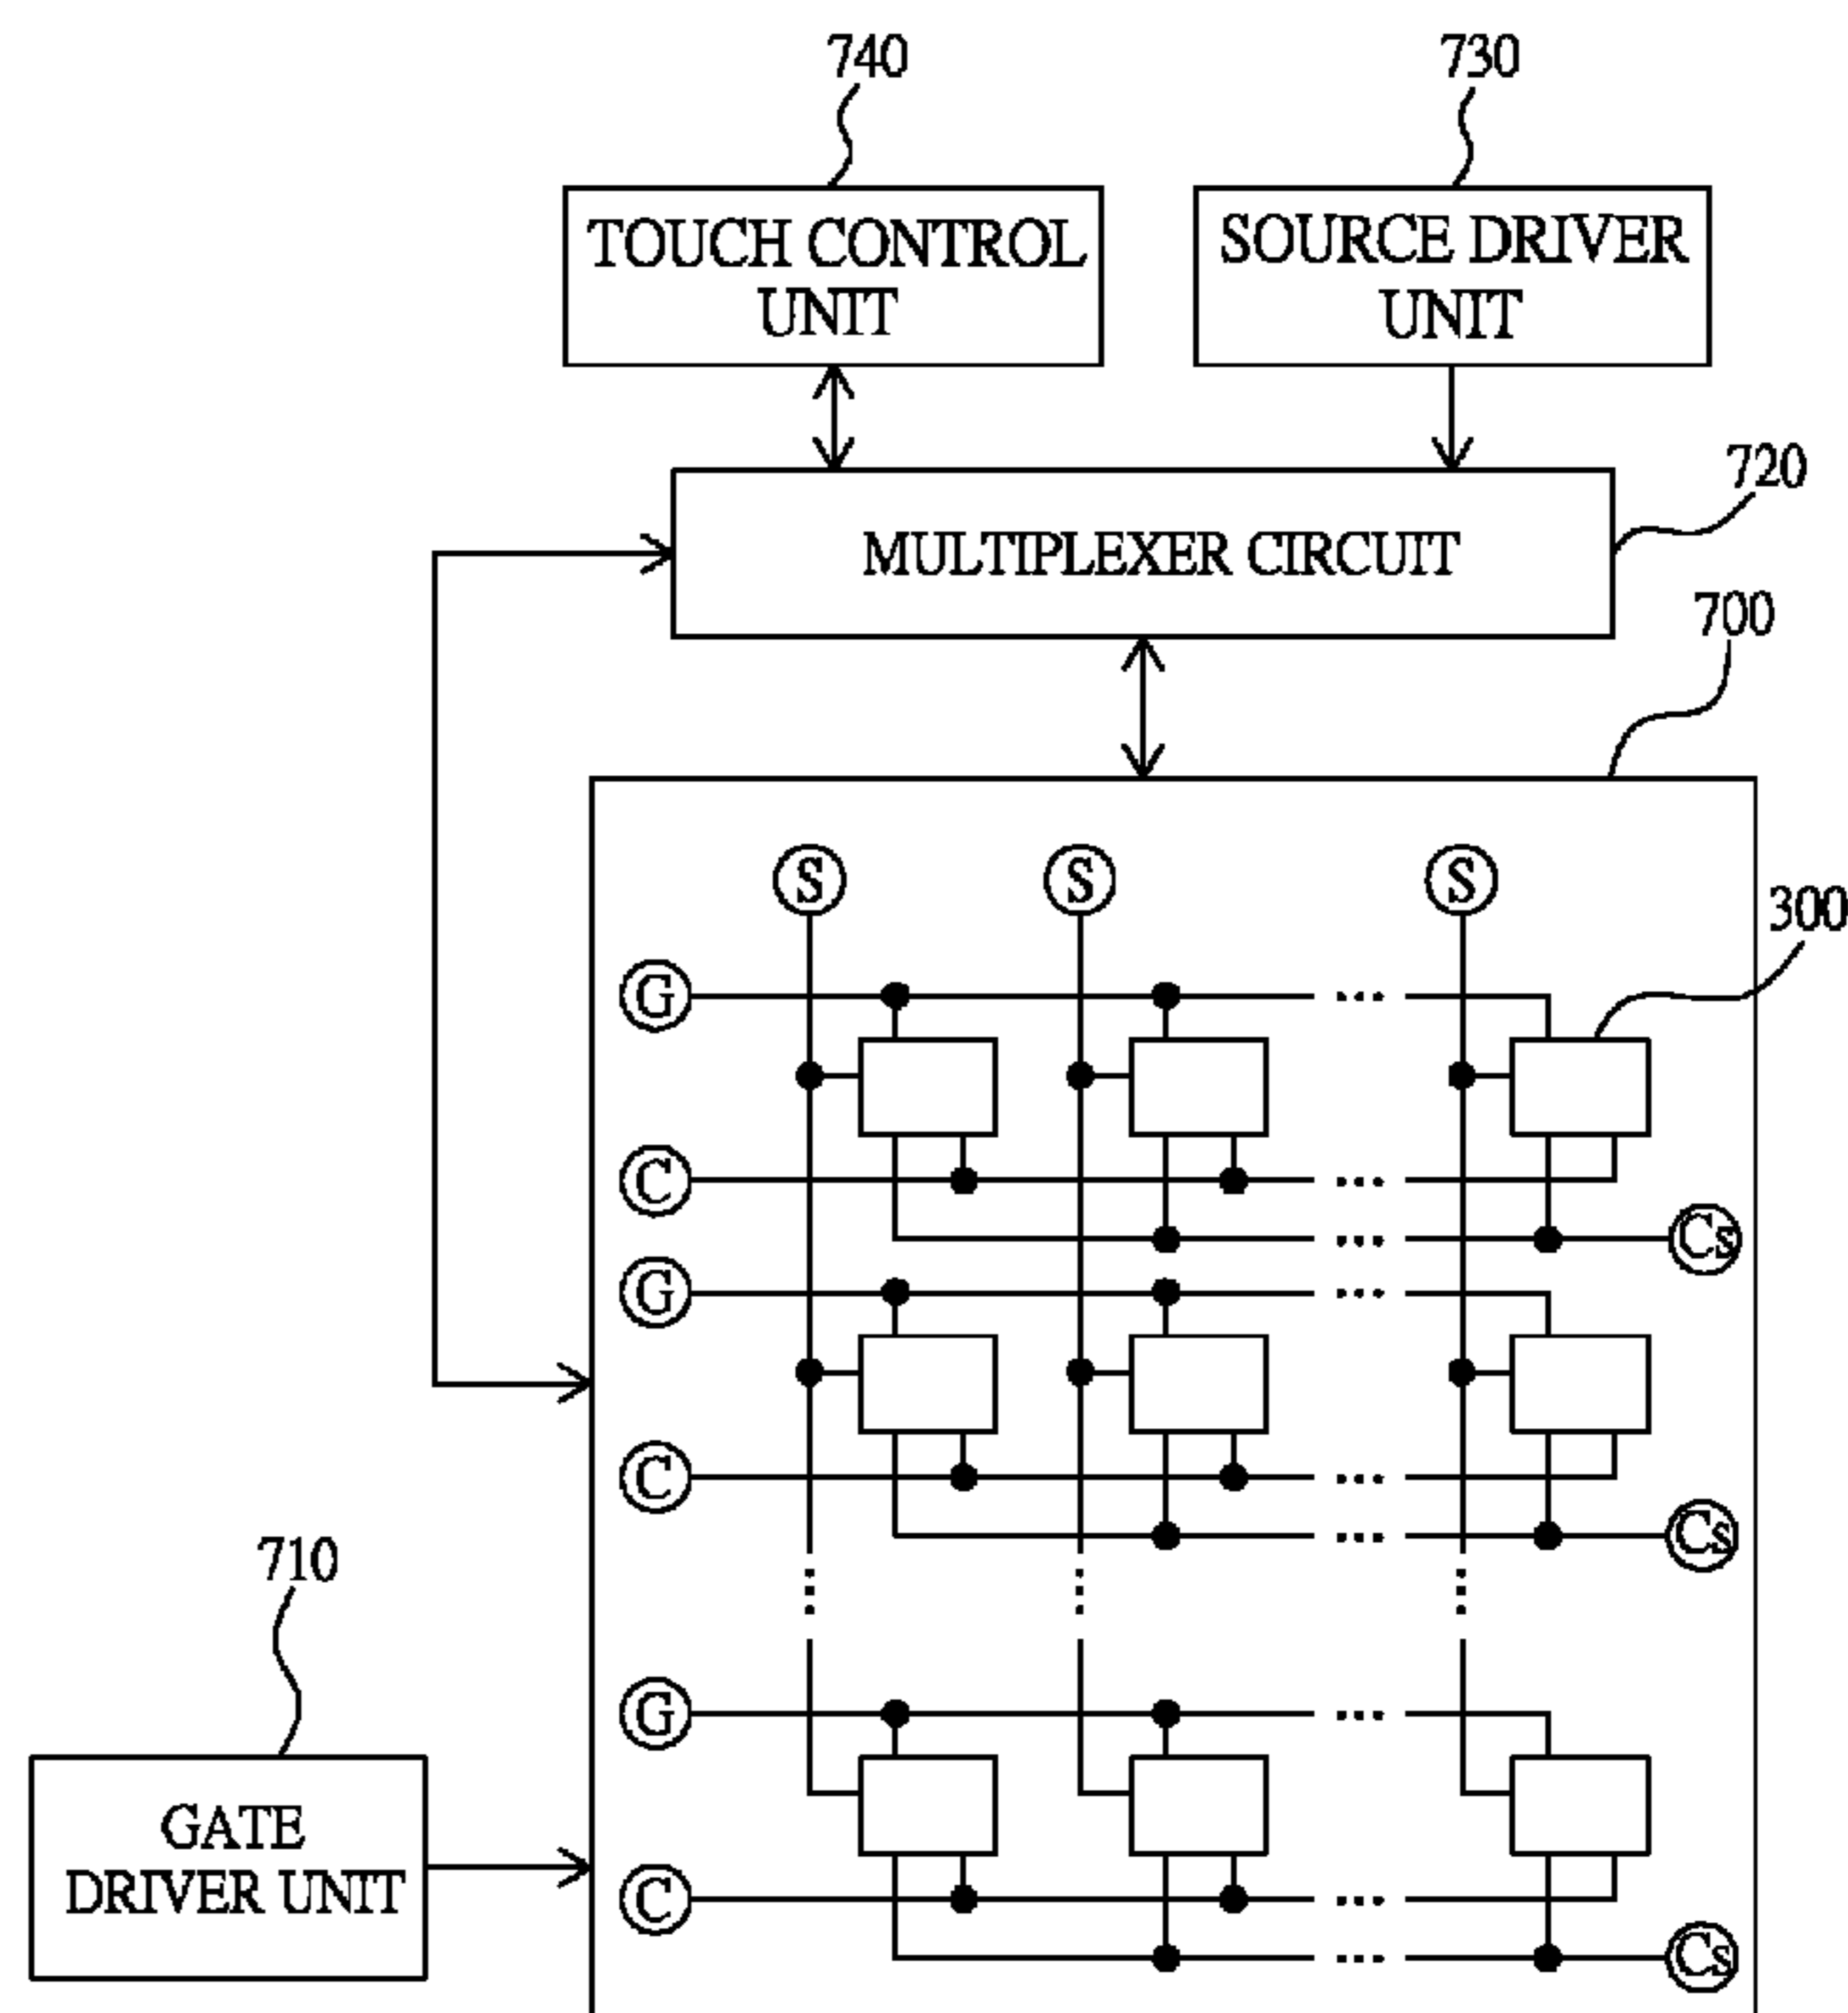 740
730
TOUCH CONTROL
UNIT
SOURCE DRIVER
UNIT
720
MULTIPLEXER CIRCUIT
700
S
S
S
300
G
C
Cs
G
C
Cs
710
G
GATE
DRIVER UNIT
C
Cs